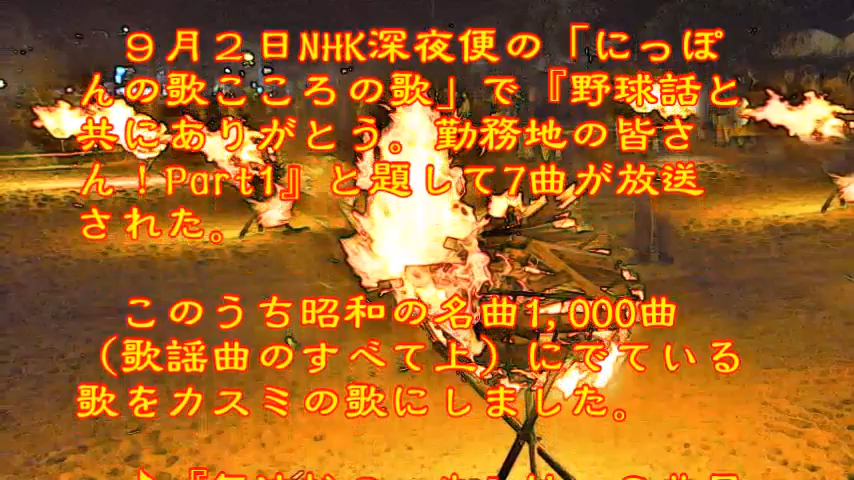 ９月２日NHK深夜便の「にっぽ
んの歌こころの歌」で『野球話と
共にありがとう。勤務地の皆さ
ん！Part1』と題して7曲が放送
された。
このうち昭和の名曲1,000曲
（歌謡曲のすべて上）にでている
歌をカスミの歌にしました。